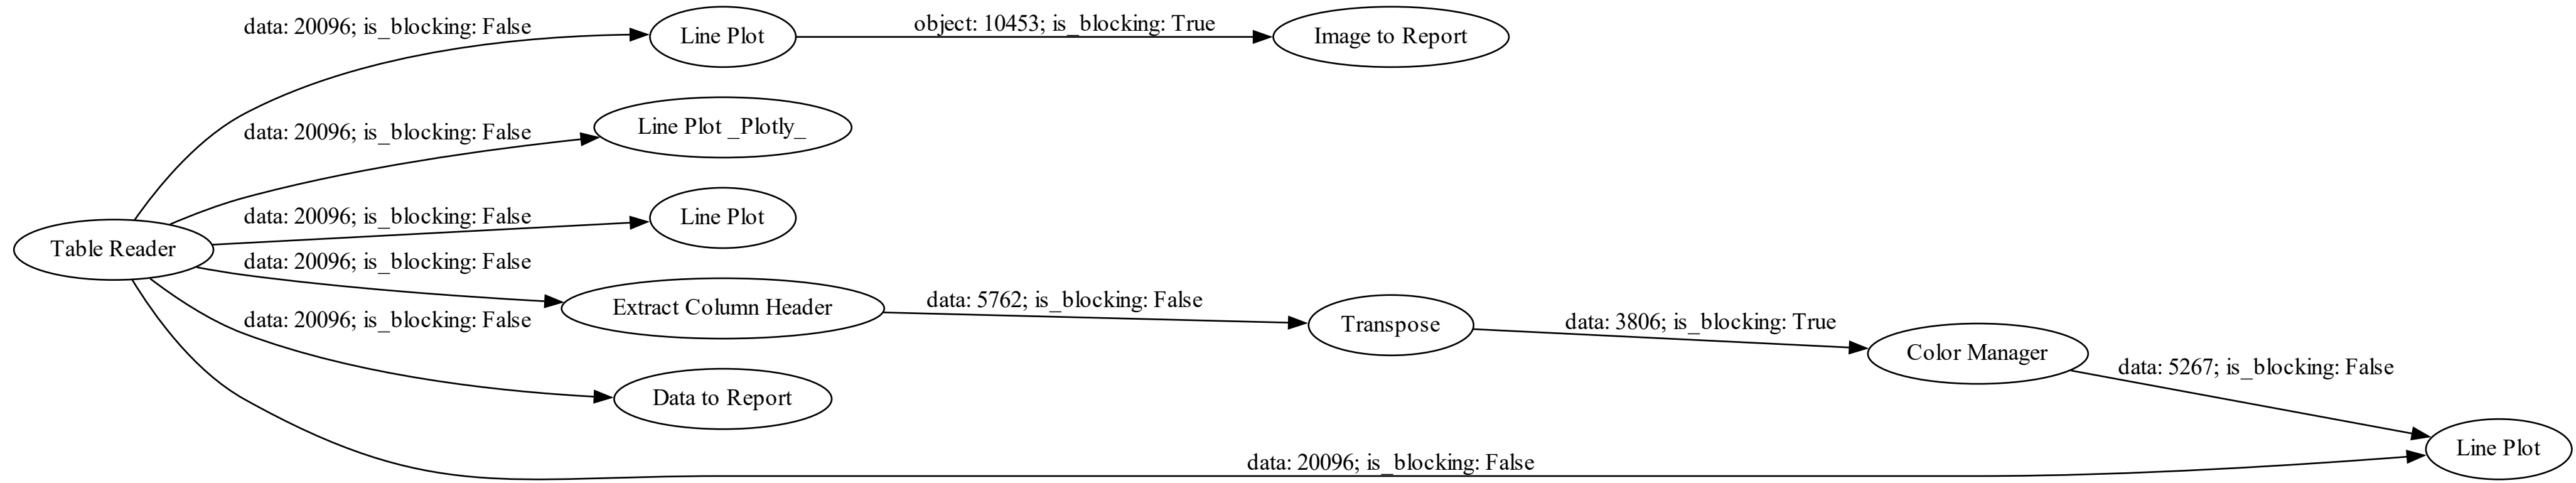 data: 20096; is_blocking: False
Line Plot
object: 10453; is_blocking: True
Image to Report
data: 20096; is_blocking: False
Line Plot _Plotly_
data: 20096; is_blocking: False
Line Plot
Table Reader
data: 20096; is_blocking: False
Extract Column Header
data: 5762; is_blocking: False
Transpose
data: 3806; is_blocking: True
Color Manager
data: 5267; is_blocking: False
data: 20096; is_blocking: False
Data to Report
data: 20096; is_blocking: False
Line Plot